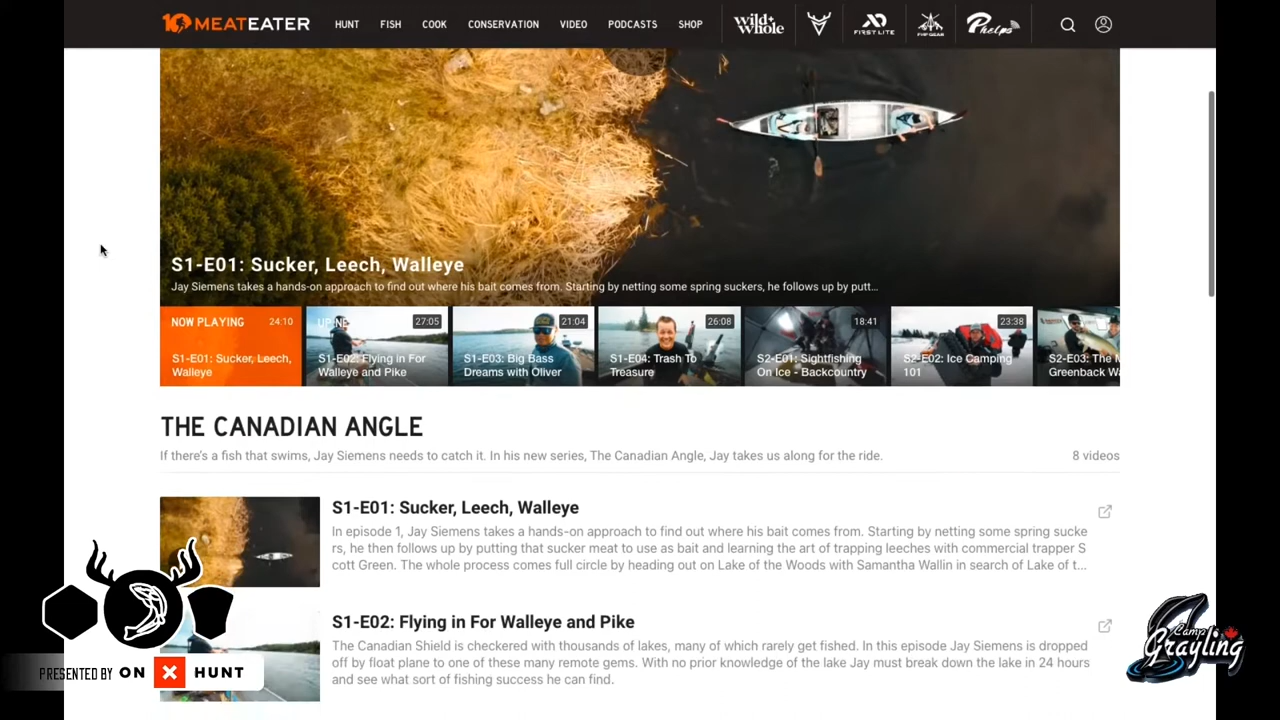 10 MEATEATER HUNT FISH COOK CONSERVATION VIDEO PODCASTS SHOP Wild+ Whole FIRST LITE FHF GEAR Phelps
S1-E01: Sucker, Leech, Walleye
Jay Siemens takes a hands-on approach to find out where his bait comes from. Starting by netting some spring suckers, he follows up by putt...
NOW PLAYING 24:10
S1-E01: Sucker, Leech,
Walleye
UP NE 27:05
S1-E02: Flying in For
Walleye and Pike
21:04
S1-E03: Big Bass
Dreams with Oliver
26:08
S1-E04: Trash To
Treasure
18:41
S2-E01: Sightfishing
On Ice - Backcountry
23:38
S2-E02: Ice Camping
101
S2-E03: The M
Greenback Wa
THE CANADIAN ANGLE
If there's a fish that swims, Jay Siemens needs to catch it. In his new series, The Canadian Angle, Jay takes us along for the ride.
8 videos
S1-E01: Sucker, Leech, Walleye
In episode 1, Jay Siemens takes a hands-on approach to find out where his bait comes from. Starting by netting some spring sucke
rs, he then follows up by putting that sucker meat to use as bait and learning the art of trapping leeches with commercial trapper S
cott Green. The whole process comes full circle by heading out on Lake of the Woods with Samantha Wallin in search of Lake of t...
S1-E02: Flying in For Walleye and Pike
The Canadian Shield is checkered with thousands of lakes, many of which rarely get fished. In this episode Jay Siemens is dropped
off by float plane to one of these many remote gems. With no prior knowledge of the lake Jay must break down the lake in 24 hours
and see what sort of fishing success he can find.
PRESENTED BY ON X HUNT
Camp
Grayling